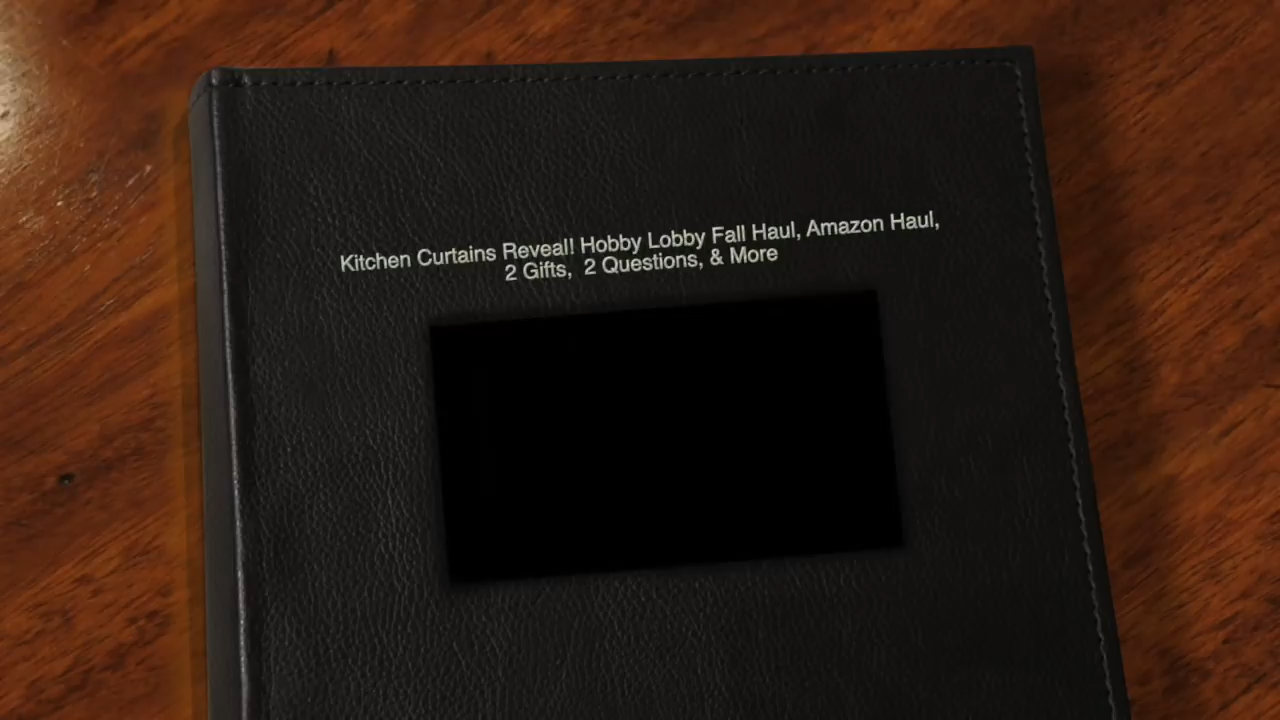 Kitchen Curtains Reveal! Hobby Lobby Fall Haul, Amazon Haul,
2 Gifts,  2 Questions, & More